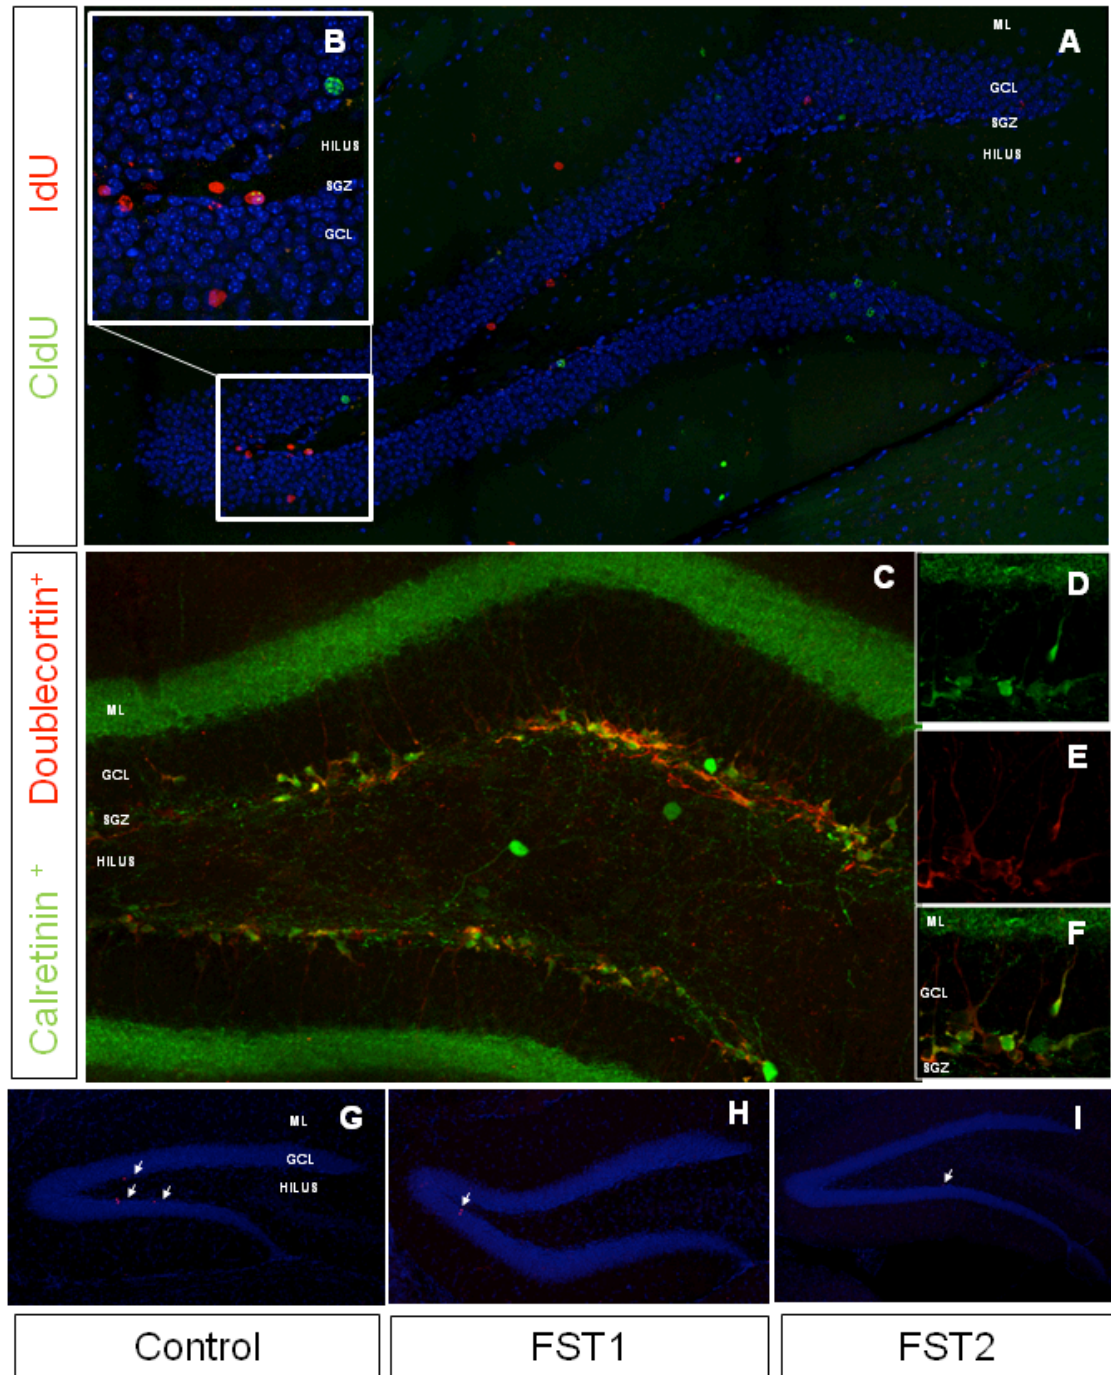 IdU
CldU
B
HILUS
SGZ
GCL
A
ML
GCL
SGZ
HILUS
Doublecortin+
Calretinin +
C
ML
GCL
SGZ
HILUS
D
E
F
ML
GCL
SGZ
G
ML
GCL
HILUS
H
I
Control
FST1
FST2